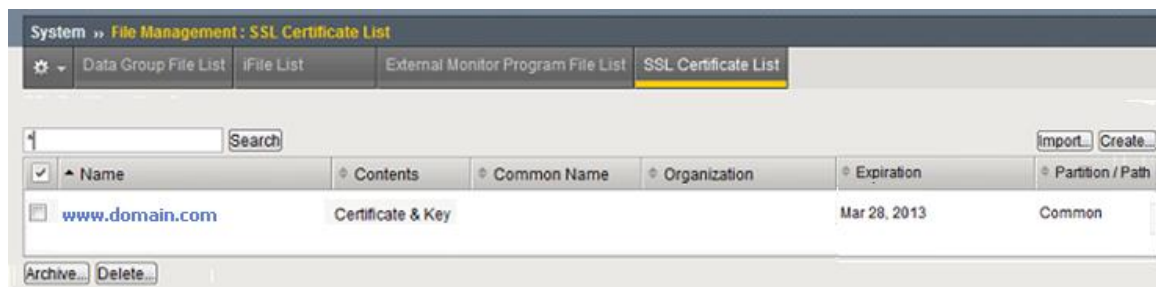 System » File Management : SSL Certificate List
Data Group File List iFile List External Monitor Program File List SSL Certificate List
* Search Import... Create...
Name Contents Common Name Organization Expiration Partition / Path
www.domain.com Certificate & Key Mar 28, 2013 Common
Archive... Delete...